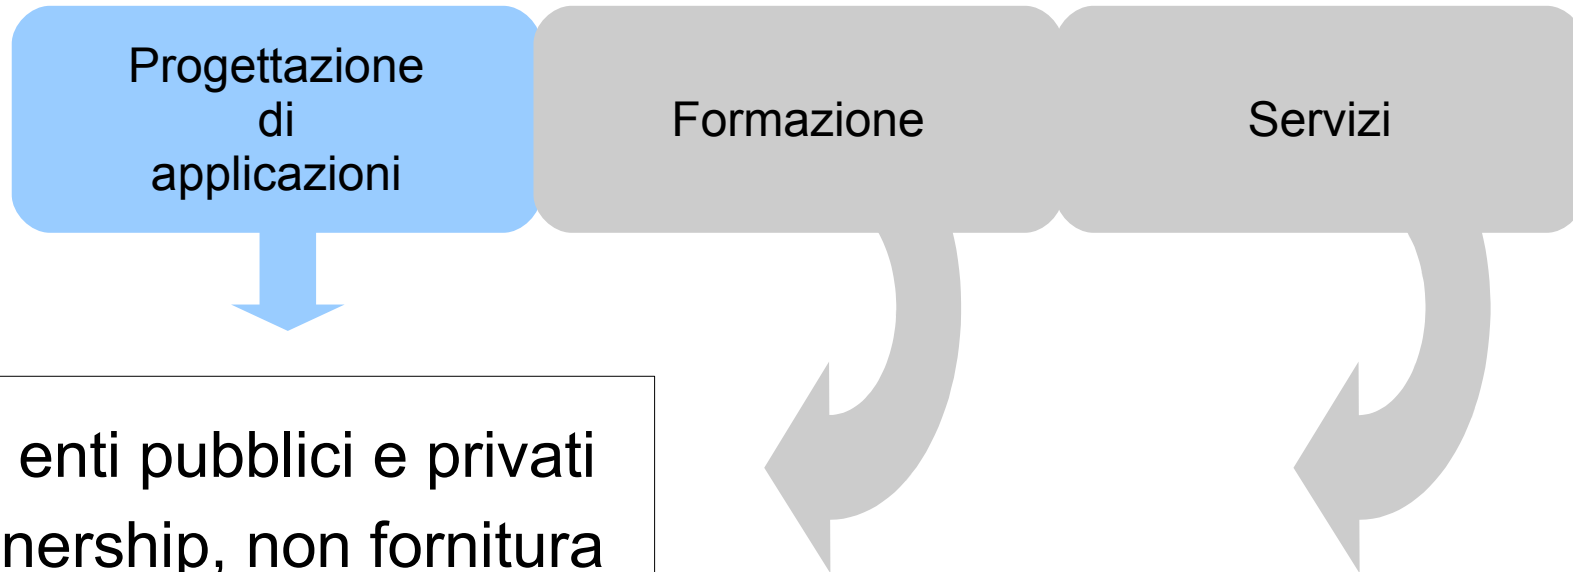 Progettazione
di
applicazioni
Formazione
Servizi
enti pubblici e privati
nership, non fornitura